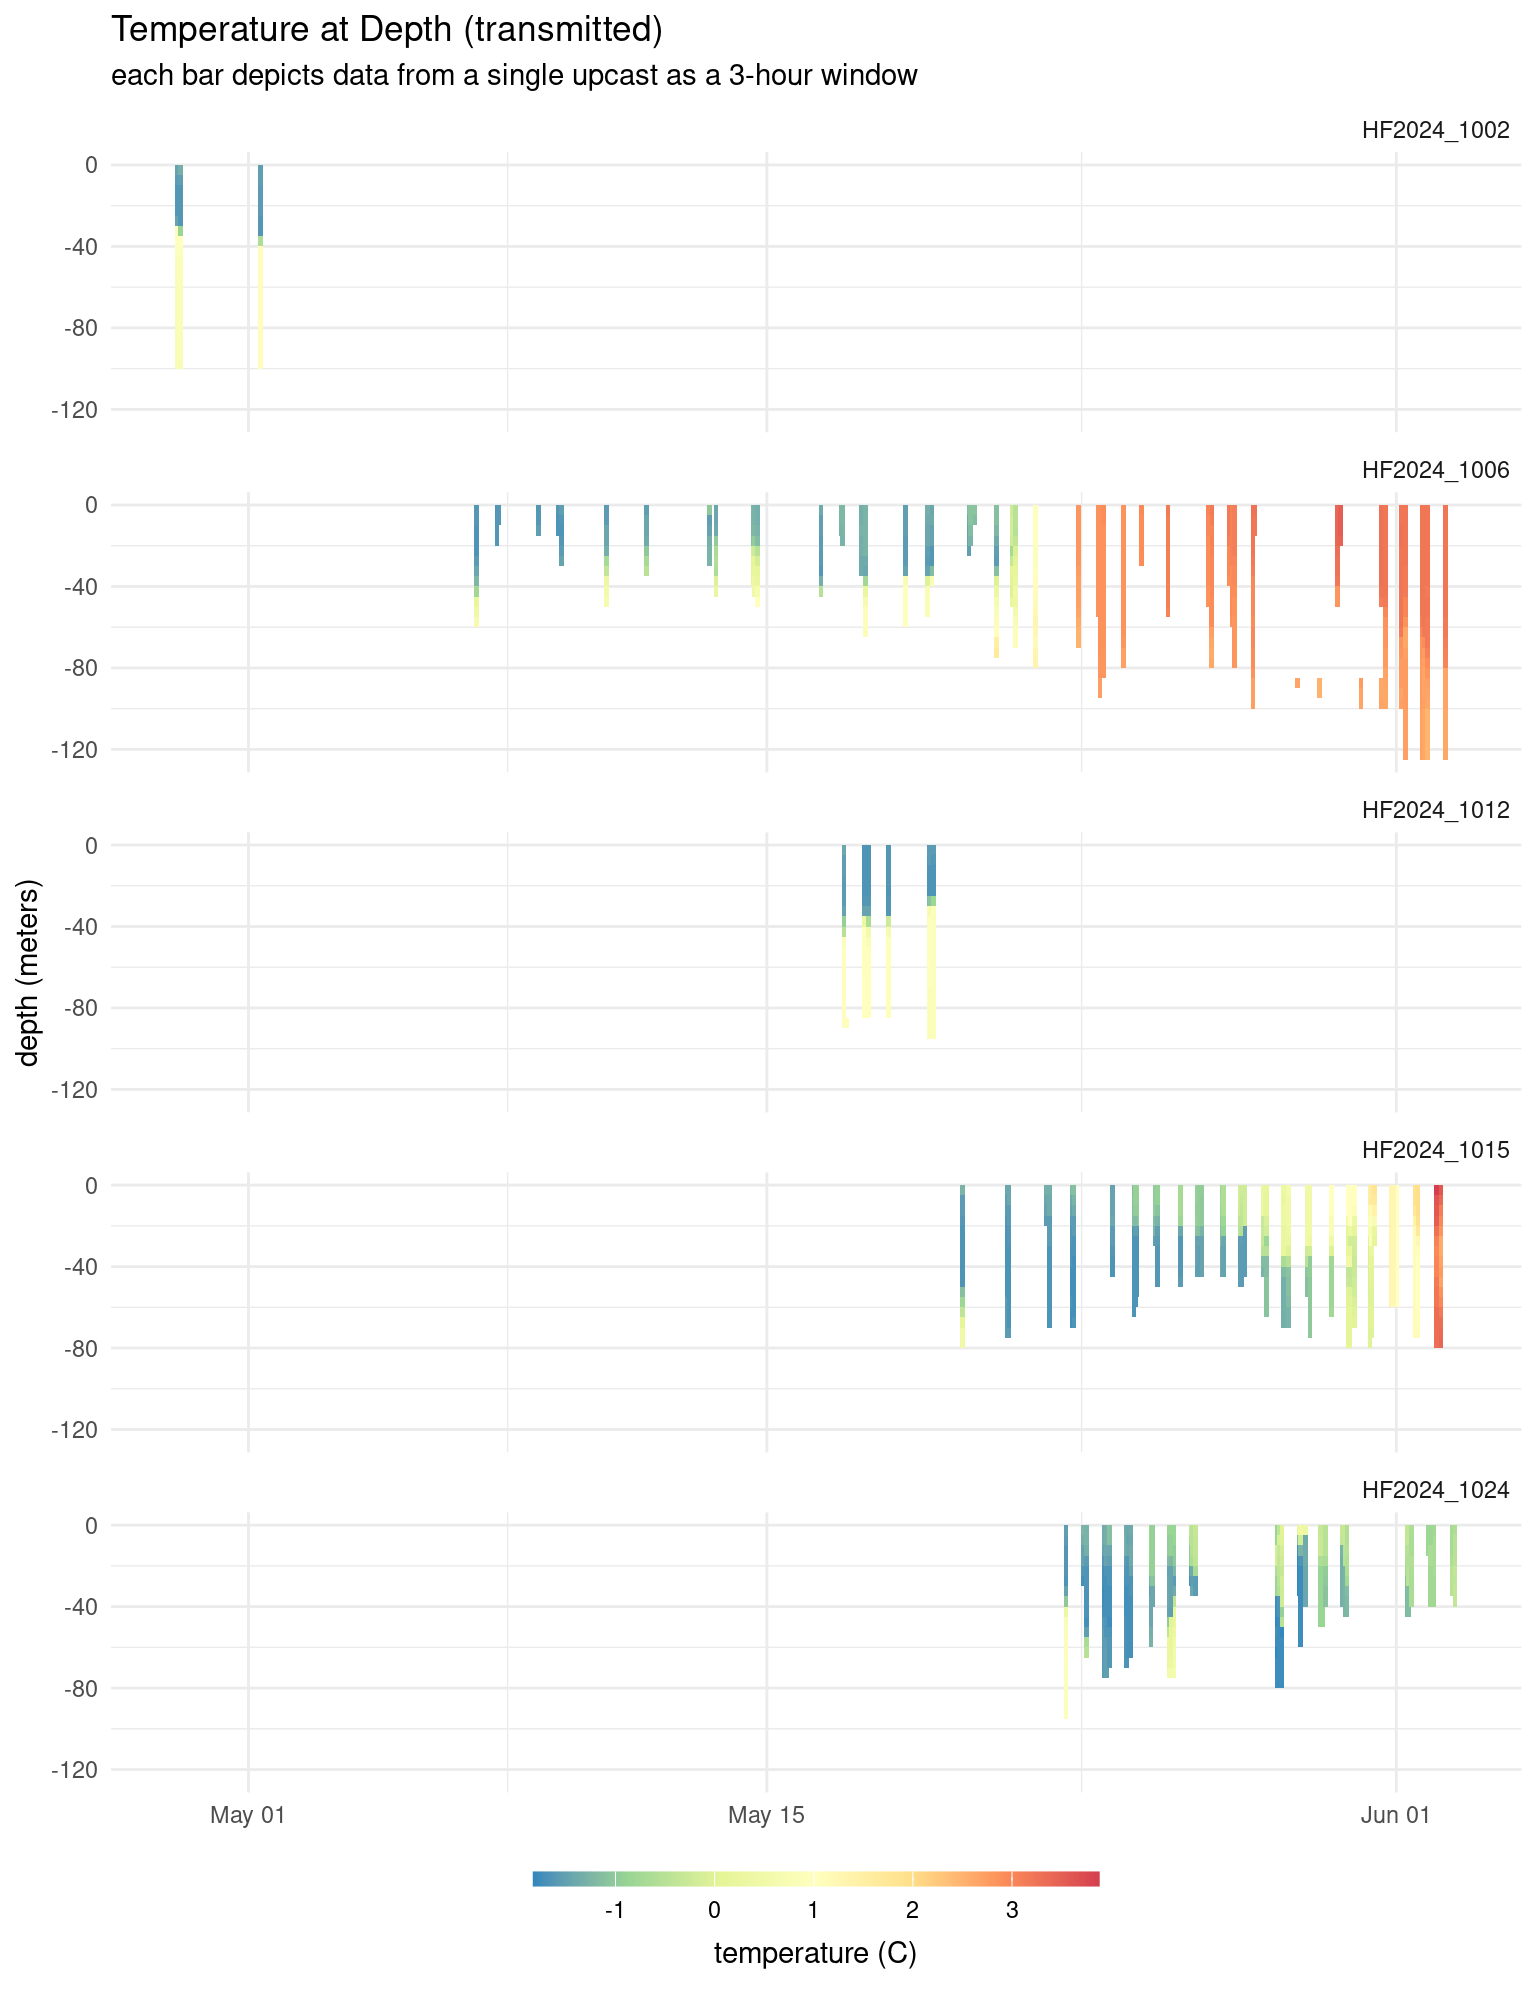 Temperature at Depth (transmitted)
each bar depicts data from a single upcast as a 3-hour window
HF2024_1002
0
-40
-80
-120
HF2024_1006
0
-40
-80
-120
HF2024_1012
0
-40
-80
-120
depth (meters)
HF2024_1015
0
-40
-80
-120
HF2024_1024
0
-40
-80
-120
May 01 May 15 Jun 01
-1 0 1 2 3
temperature (C)